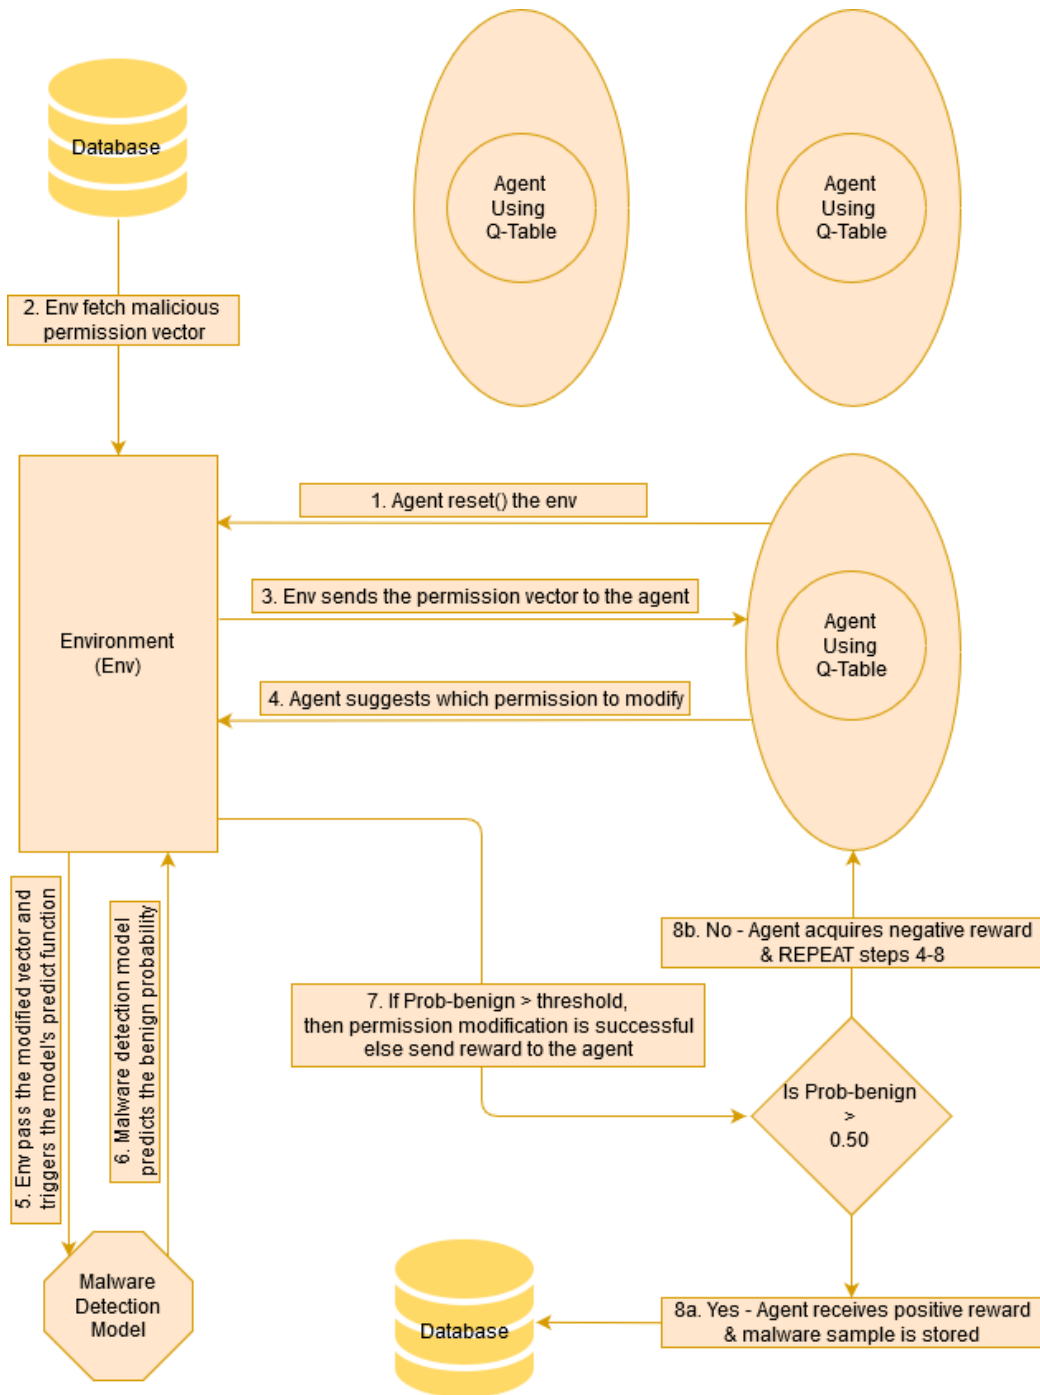 Database
Agent
Using
Q-Table
Agent
Using
Q-Table
2. Env fetch malicious
permission vector
1. Agent reset() the env
3. Env sends the permission vector to the agent
Environment
(Env)
Agent
Using
Q-Table
4. Agent suggests which permission to modify
5. Env pass the modified vector and
triggers the model's predict function
6. Malware detection model
predicts the benign probability
8b. No - Agent acquires negative reward
& REPEAT steps 4-8
7. If Prob-benign > threshold,
then permission modification is successful
else send reward to the agent
Is Prob-benign
>
0.50
Malware
Detection
Model
Database
8a. Yes - Agent receives positive reward
& malware sample is stored